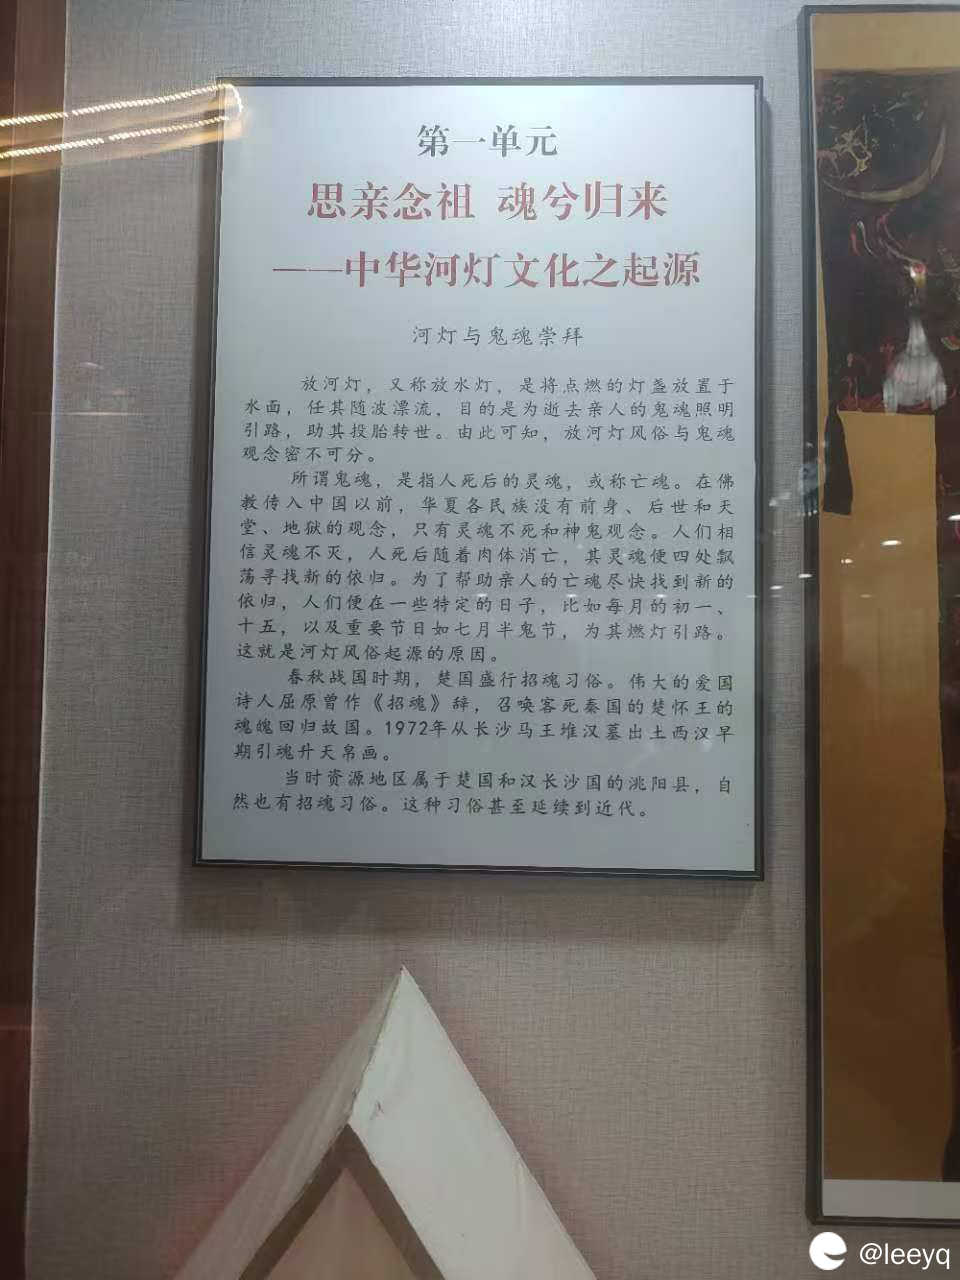 第一单元
思亲念祖 魂兮归来
——中华河灯文化之起源
河灯与鬼魂崇拜
放河灯，又称放水灯，是将点燃的灯盏放置于
水面，任其随波漂流，目的是为逝去亲人的鬼魂照明
引路，助其投胎转世。由此可知，放河灯风俗与鬼魂
观念密不可分。
所谓鬼魂，是指人死后的灵魂，或称亡魂。在佛
教传入中国以前，华夏各民族没有前身、后世和天
堂、地狱的观念，只有灵魂不死和神鬼观念。人们相
信灵魂不灭，人死后随着肉体消亡，其灵魂便四处飘
荡寻找新的依归。为了帮助亲人的亡魂尽快找到新的
依归，人们便在一些特定的日子，比如每月的初一、
十五，以及重要节日如七月半鬼节，为其燃灯引路。
这就是河灯风俗起源的原因。
春秋战国时期，楚国盛行招魂习俗。伟大的爱国
诗人屈原曾作《招魂》辞，召唤客死秦国的楚怀王的
魂魄回归故国。1972年从长沙马王堆汉墓出土西汉早
期引魂升天帛画。
当时资源地区属于楚国和汉长沙国的洮阳县，自
然也有招魂习俗。这种习俗甚至延续到近代。
@leeyq